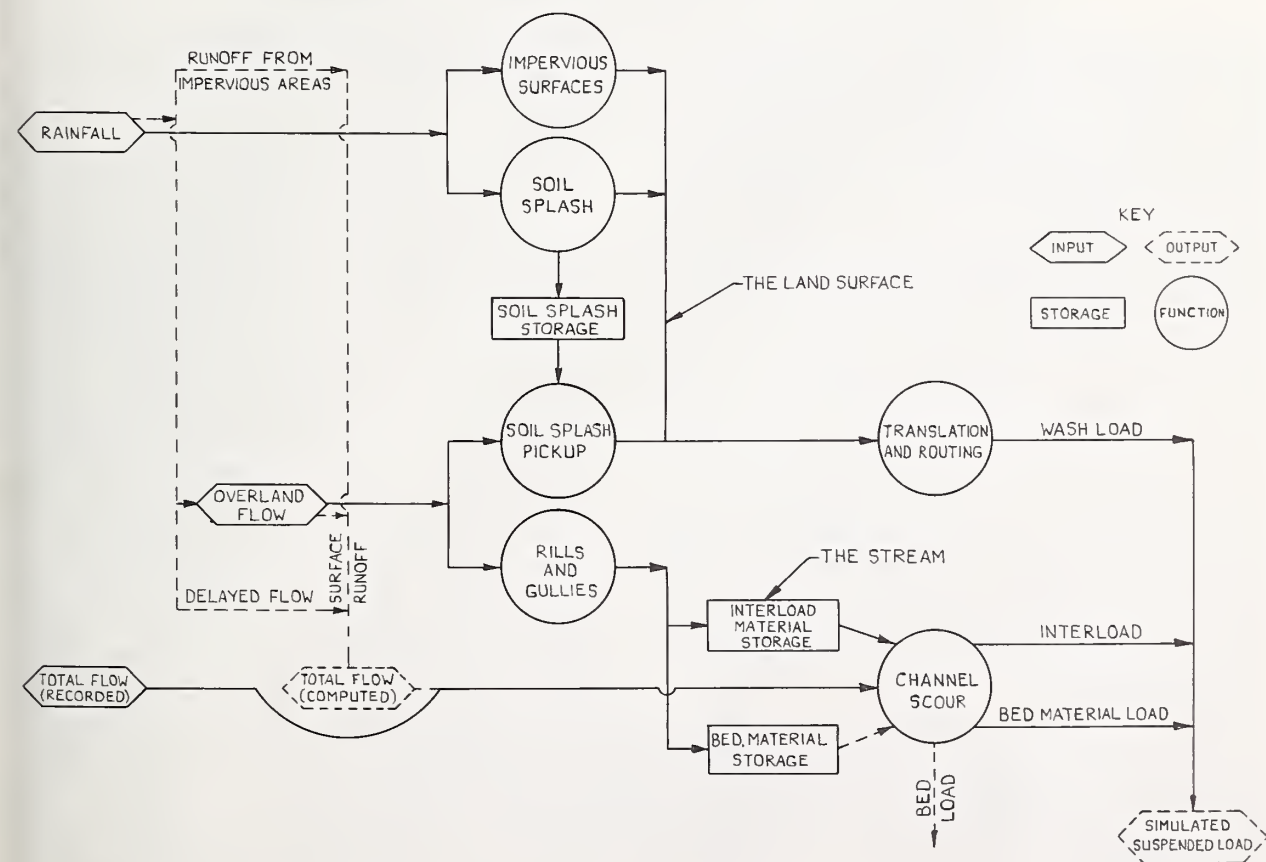 RUNOFF FROM
IMPERVIOUS AREAS
RAINFALL
IMPERVIOUS
SURFACES
SOIL
SPLASH
KEY
INPUT
OUTPUT
STORAGE
FUNCTION
THE LAND SURFACE
SOIL SPLASH
STORAGE
SOIL SPLASH
PICKUP
TRANSLATION
AND ROUTING
WASH LOAD
OVERLAND
FLOW
SURFACE
RUNOFF
RILLS
AND
GULLIES
THE STREAM
DELAYED FLOW
INTERLOAD
MATERIAL
STORAGE
INTERLOAD
TOTAL FLOW
(RECORDED)
TOTAL FLOW
(COMPUTED)
CHANNEL
SCOUR
BED MATERIAL LOAD
BED, MATERIAL
STORAGE
BED
LOAD
SIMULATED
SUSPENDED LOAD